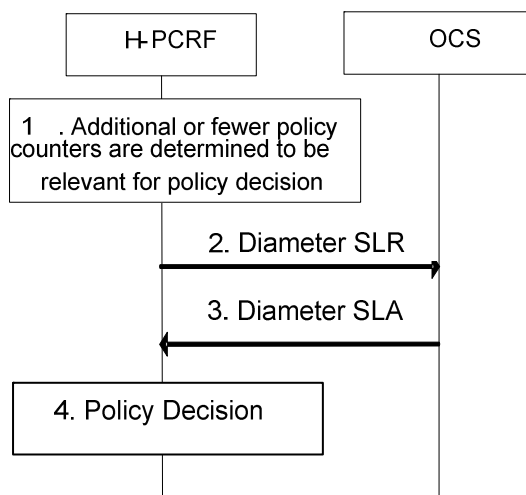 H-PCRF
OCS
1 . Additional or fewer policy
counters are determined to be
relevant for policy decision
2. Diameter SLR
3. Diameter SLA
4. Policy Decision